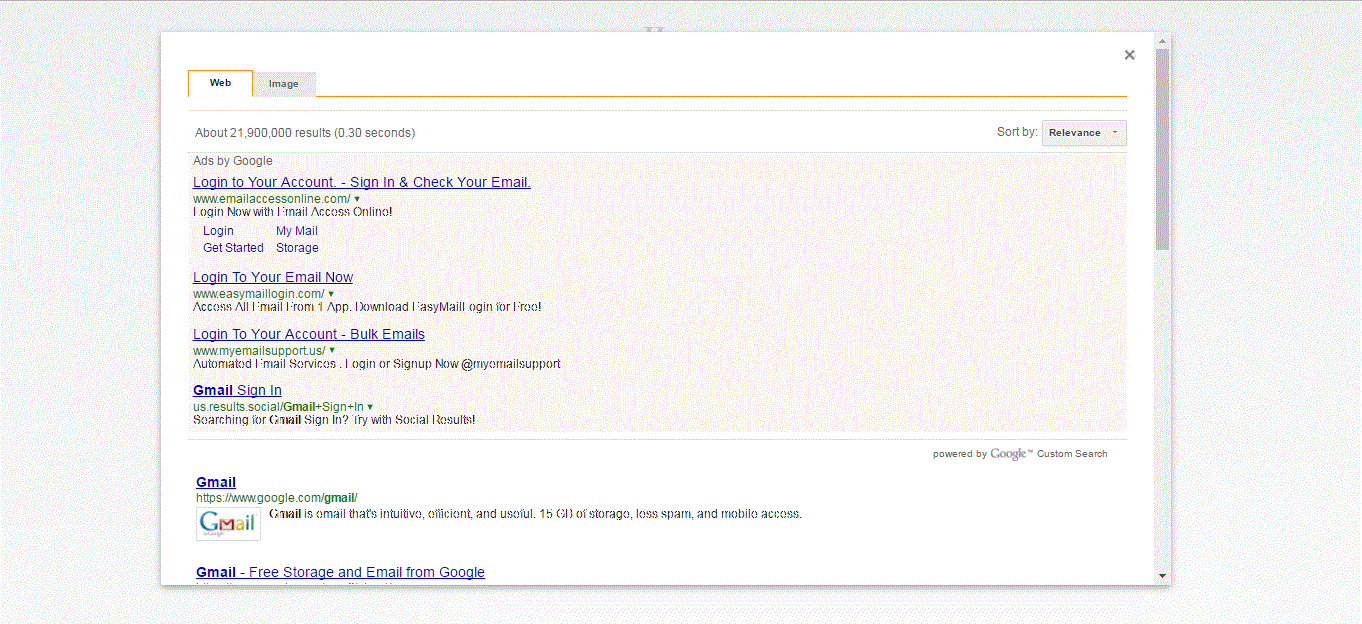 Web Image
About 21,900,000 results (0.30 seconds)
Sort by: Relevance
Ads by Google
Login to Your Account. - Sign In & Check Your Email.
www.emailaccessonline.com/
Login Now with Email Access Online!
Login My Mail
Get Started Storage
Login To Your Email Now
www.easymaillogin.com/
Access All Email From 1 App. Download EasyMailLogin for Free!
Login To Your Account - Bulk Emails
www.myemailsupport.us/
Automated Email Services . Login or Signup Now @myemailsupport
Gmail Sign In
us.results.social/Gmail+Sign+In
Searching for Gmail Sign In? Try with Social Results!
powered by Google™ Custom Search
Gmail
https://www.google.com/gmail/
Gmail
Gmail is email that's intuitive, efficient, and useful. 15 GB of storage, less spam, and mobile access.
Gmail - Free Storage and Email from Google